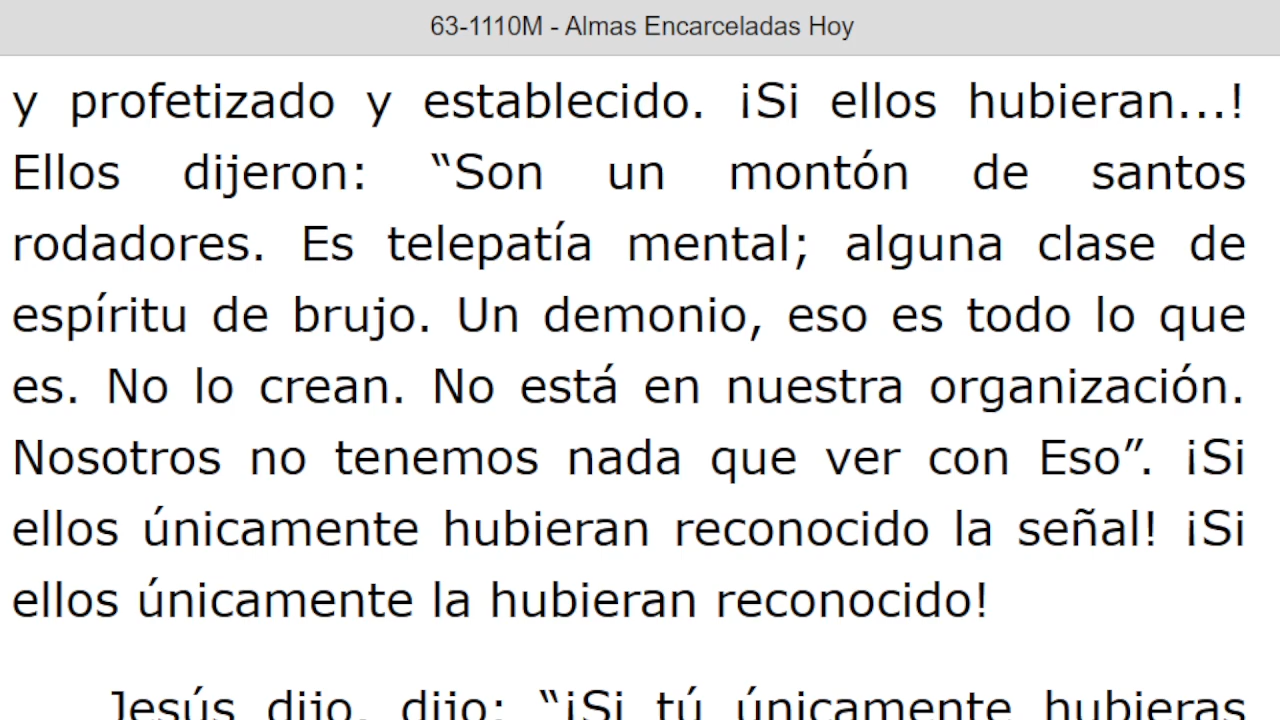 63-1110M - Almas Encarceladas Hoy
y profetizado y establecido. ¡Si ellos hubieran...!
Ellos dijeron: “Son un montón de santos
rodadores. Es telepatía mental; alguna clase de
espíritu de brujo. Un demonio, eso es todo lo que
es. No lo crean. No está en nuestra organización.
Nosotros no tenemos nada que ver con Eso”. ¡Si
ellos únicamente hubieran reconocido la señal! ¡Si
ellos únicamente la hubieran reconocido!
Jesús dijo, dijo: “¡Si tú únicamente hubieras